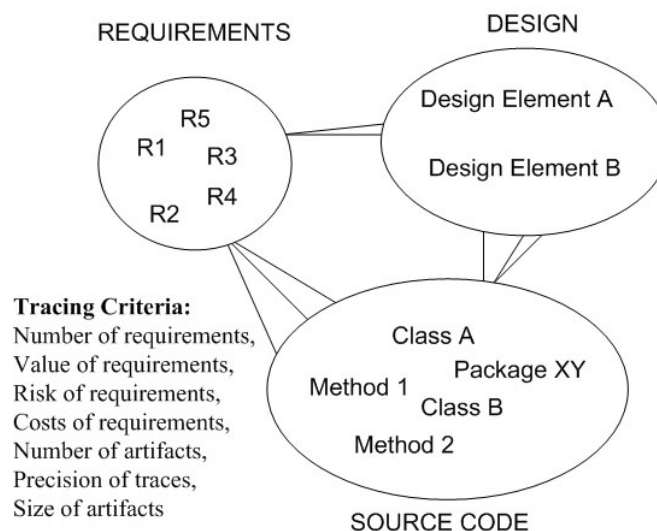 REQUIREMENTS
DESIGN
R5
R1
R3
R4
R2
Design Element A
Design Element B
Tracing Criteria:
Number of requirements,
Value of requirements,
Risk of requirements,
Costs of requirements,
Number of artifacts,
Precision of traces,
Size of artifacts
Class A
Package XY
Method 1
Class B
Method 2
SOURCE CODE